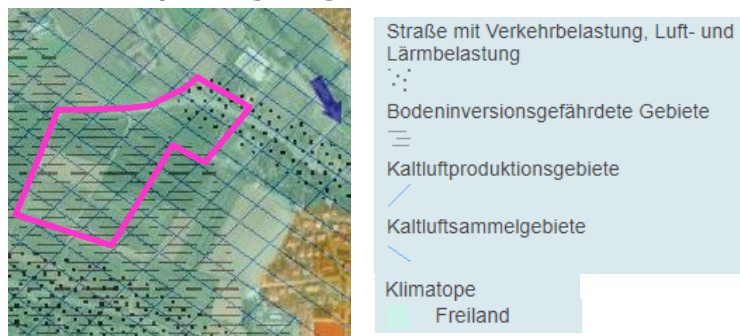 Straße mit Verkehrbelastung, Luft- und
Lärmbelastung
Bodeninversionsgefährdete Gebiete
Kaltluftproduktionsgebiete
Kaltluftsammelgebiete
Klimatope
Freiland